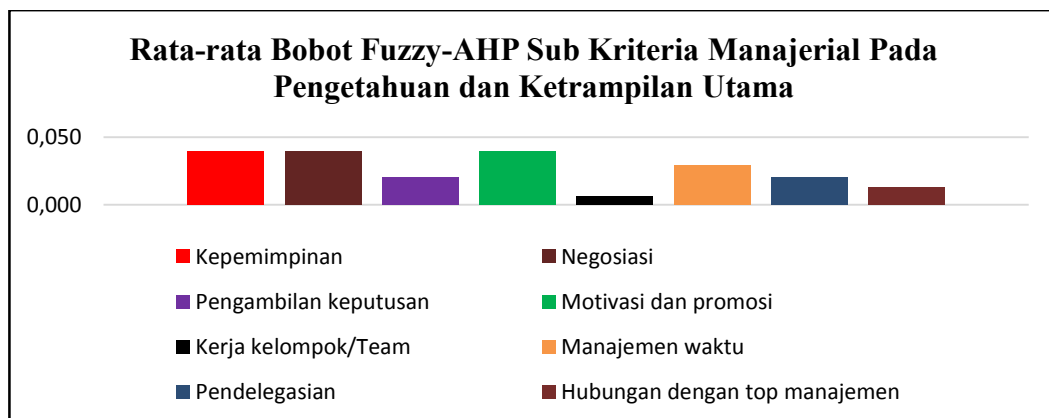 Rata-rata Bobot Fuzzy-AHP Sub Kriteria Manajerial Pada
Pengetahuan dan Ketrampilan Utama
0,050
0,000
Kepemimpinan
Negosiasi
Pengambilan keputusan
Motivasi dan promosi
Kerja kelompok/Team
Manajemen waktu
Pendelegasian
Hubungan dengan top manajemen